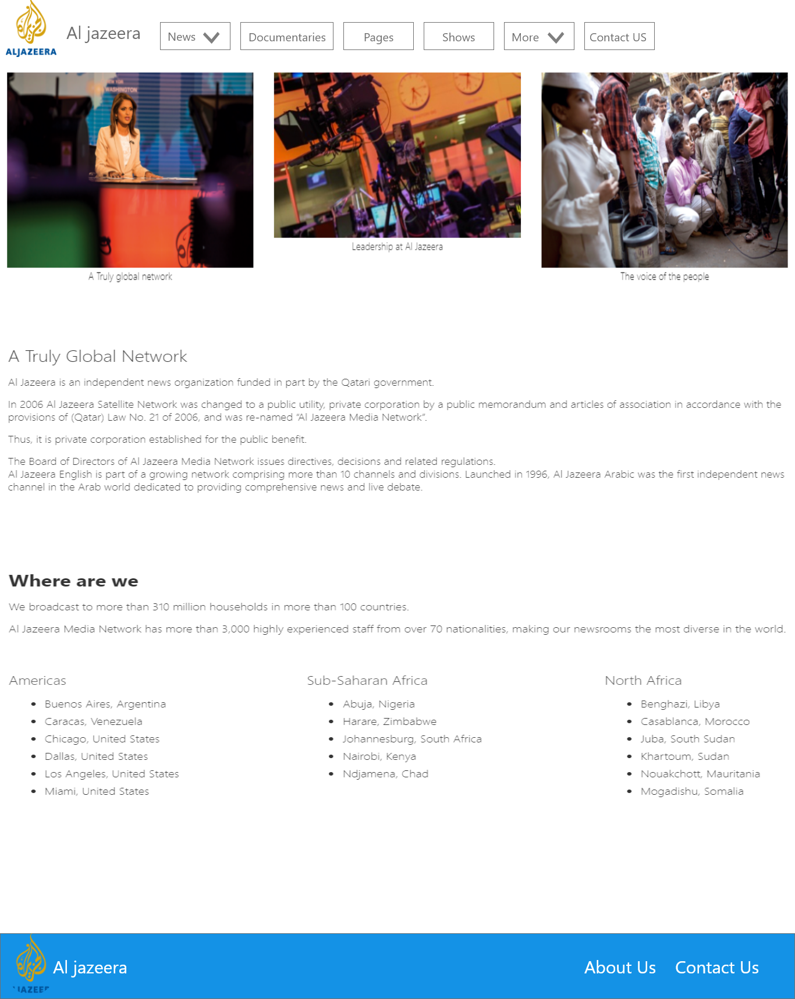 ALJAZEERA
Al jazeera
News
Documentaries
Pages
Shows
More
Contact US
WASHINGTON
A Truly global network
Leadership at Al Jazeera
The voice of the people
A Truly Global Network
Al Jazeera is an independent news organization funded in part by the Qatari government.
In 2006 Al Jazeera Satellite Network was changed to a public utility, private corporation by a public memorandum and articles of association in accordance with the
provisions of (Qatar) Law No. 21 of 2006, and was re-named “Al Jazeera Media Network”.
Thus, it is private corporation established for the public benefit.
The Board of Directors of Al Jazeera Media Network issues directives, decisions and related regulations.
Al Jazeera English is part of a growing network comprising more than 10 channels and divisions. Launched in 1996, Al Jazeera Arabic was the first independent news
channel in the Arab world dedicated to providing comprehensive news and live debate.
Where are we
We broadcast to more than 310 million households in more than 100 countries.
Al Jazeera Media Network has more than 3,000 highly experienced staff from over 70 nationalities, making our newsrooms the most diverse in the world.
Americas
• Buenos Aires, Argentina
• Caracas, Venezuela
• Chicago, United States
• Dallas, United States
• Los Angeles, United States
• Miami, United States
Sub-Saharan Africa
• Abuja, Nigeria
• Harare, Zimbabwe
• Johannesburg, South Africa
• Nairobi, Kenya
• Ndjamena, Chad
North Africa
• Benghazi, Libya
• Casablanca, Morocco
• Juba, South Sudan
• Khartoum, Sudan
• Nouakchott, Mauritania
• Mogadishu, Somalia
Al jazeera
About Us
Contact Us